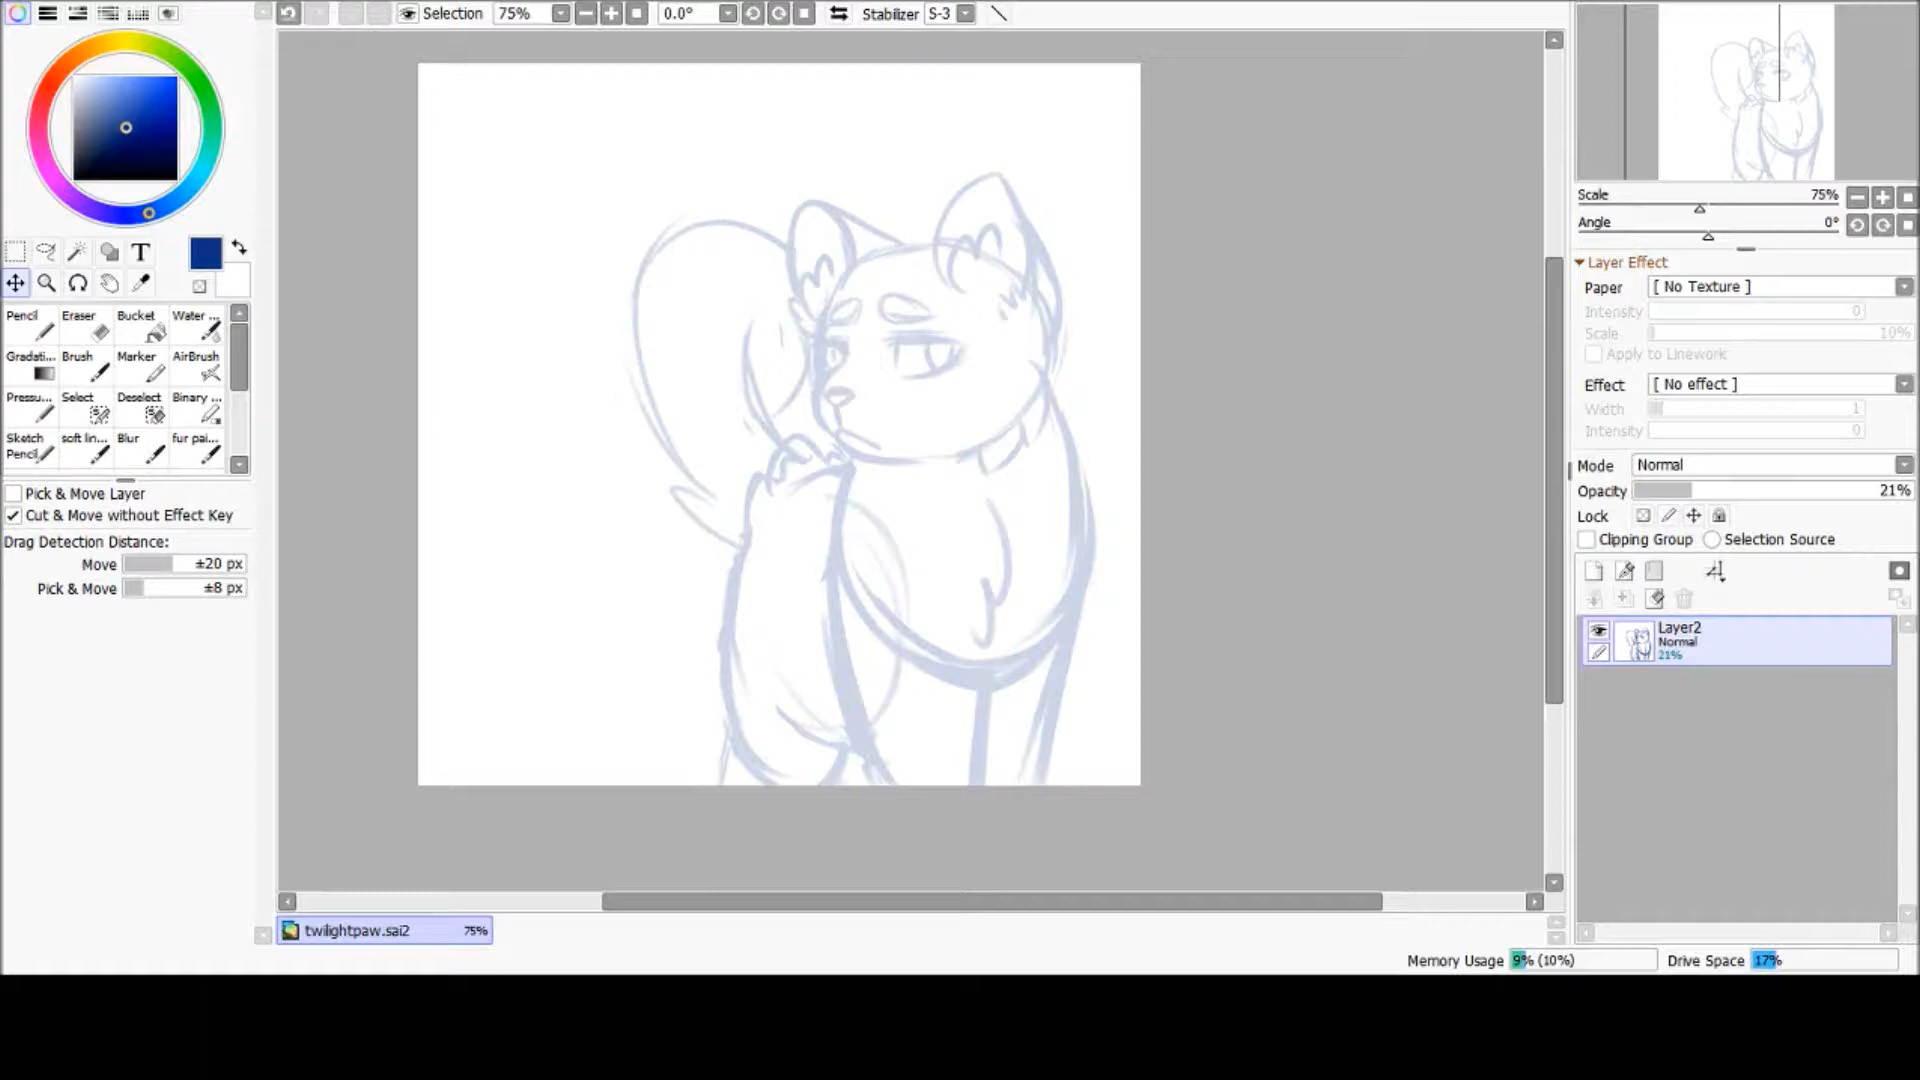 Selection 75% 0.0° Stabilizer S-3
Scale 75%
Angle 0°
T
Layer Effect
Paper [ No Texture ]
Intensity 0
Scale 10%
Apply to Linework
Effect [ No effect ]
Width 1
Intensity 0
Mode Normal
Opacity 21%
Lock
Clipping Group Selection Source
Layer2
Normal
21%
Pencil Eraser Bucket Water ...
Gradati... Brush Marker AirBrush
Pressu... Select Deselect Binary ...
Sketch Pencil soft lin... Blur fur pai...
Pick & Move Layer
Cut & Move without Effect Key
Drag Detection Distance:
Move ±20 px
Pick & Move ±8 px
twilightpaw.sai2 75%
Memory Usage 9% (10%) Drive Space 17%